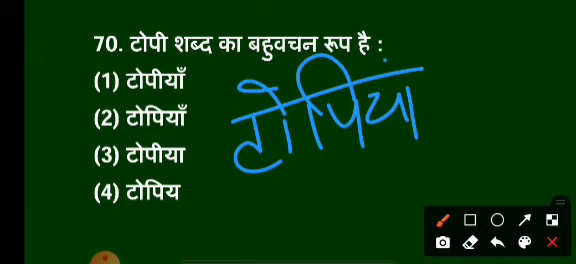 70. टोपी शब्द का बहुवचन रूप है :
(1) टोपीयाँ
(2) टोपियाँ
(3) टोपीया
(4) टोपिय
टोपियां